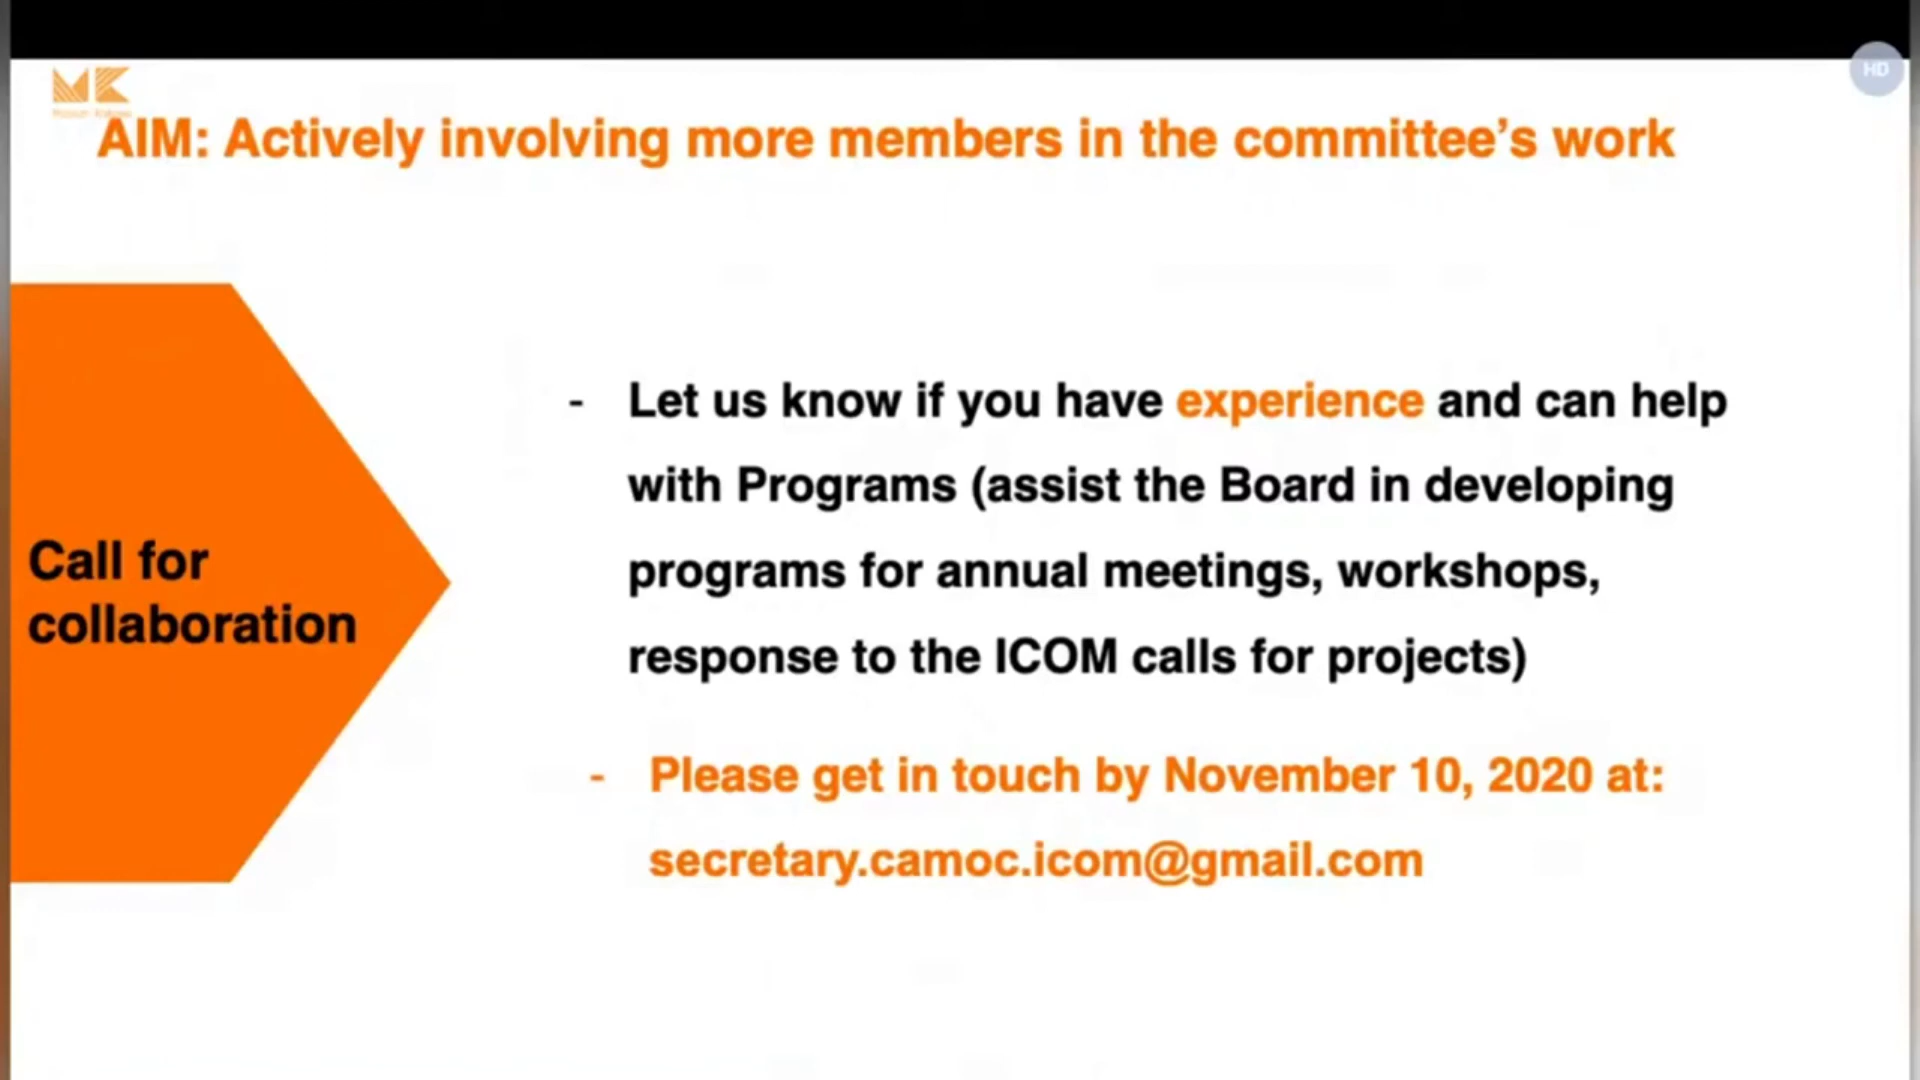 MK
HD
AIM: Actively involving more members in the committee’s work
Call for
collaboration
- Let us know if you have experience and can help
with Programs (assist the Board in developing
programs for annual meetings, workshops,
response to the ICOM calls for projects)
- Please get in touch by November 10, 2020 at:
secretary.camoc.icom@gmail.com